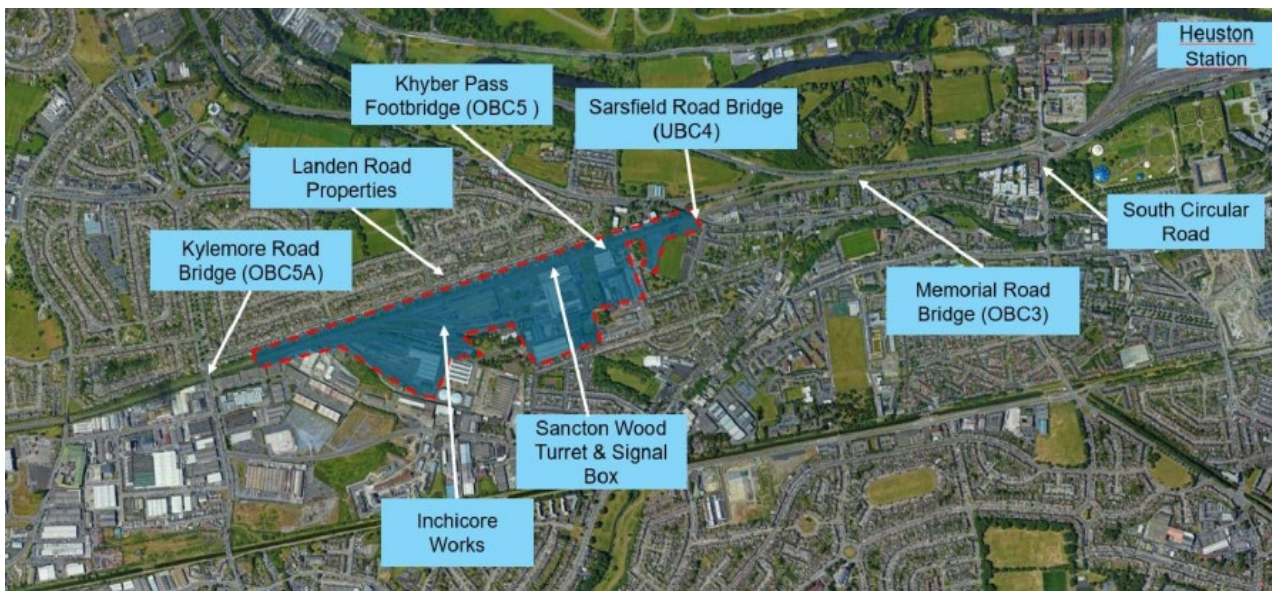 Heuston
Station
Khyber Pass
Footbridge (OBC5 )
Sarsfield Road Bridge
(UBC4)
Landen Road
Properties
South Circular
Road
Kylemore Road
Bridge (OBC5A)
Memorial Road
Bridge (OBC3)
Sancton Wood
Turret & Signal
Box
Inchicore
Works